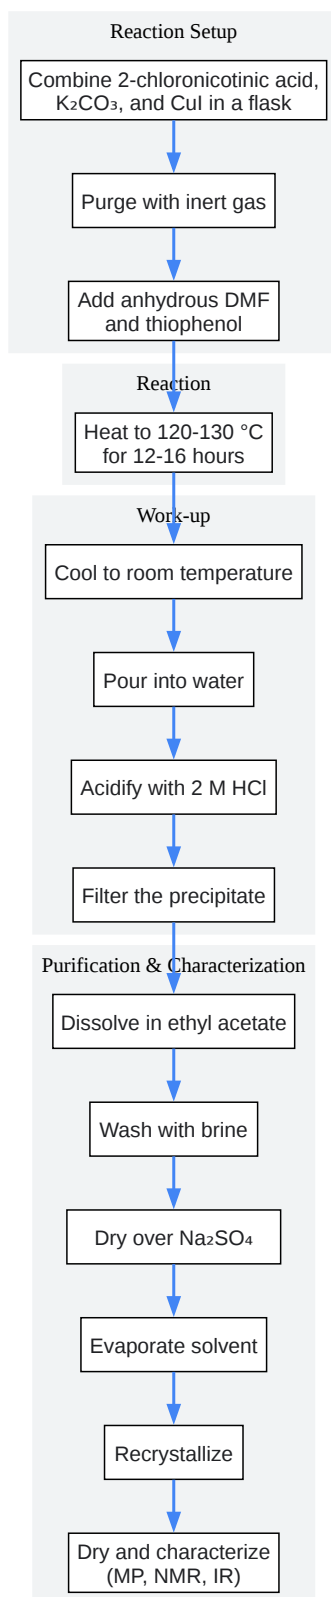 Reaction Setup
Combine 2-chloronicotinic acid,
K₂CO₃, and CuI in a flask
Purge with inert gas
Add anhydrous DMF
and thiophenol
Reaction
Heat to 120-130 °C
for 12-16 hours
Work-up
Cool to room temperature
Pour into water
Acidify with 2 M HCl
Filter the precipitate
Purification & Characterization
Dissolve in ethyl acetate
Wash with brine
Dry over Na₂SO₄
Evaporate solvent
Recrystallize
Dry and characterize
(MP, NMR, IR)